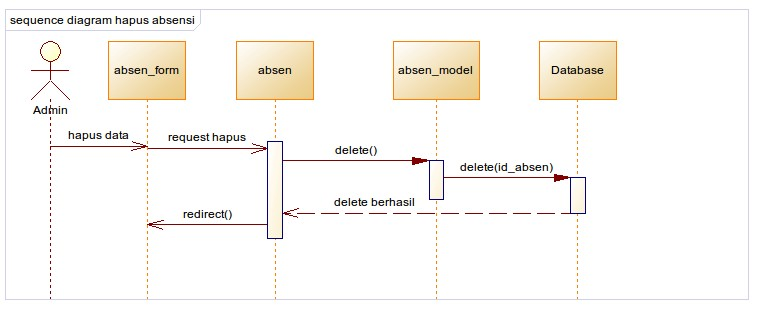 sequence diagram hapus absensi
absen_form
absen
absen_model
Database
Admin
hapus data
request hapus
delete()
delete(id_absen)
delete berhasil
redirect()